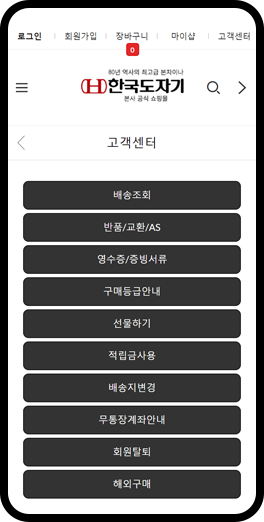 로그인 회원가입 장바구니 마이샵 고객센터
0
80년 역사의 최고급 본차이나
H 한국도자기
본사 공식 쇼핑몰
고객센터
배송조회
반품/교환/AS
영수증/증빙서류
구매등급안내
선물하기
적립금사용
배송지변경
무통장계좌안내
회원탈퇴
해외구매